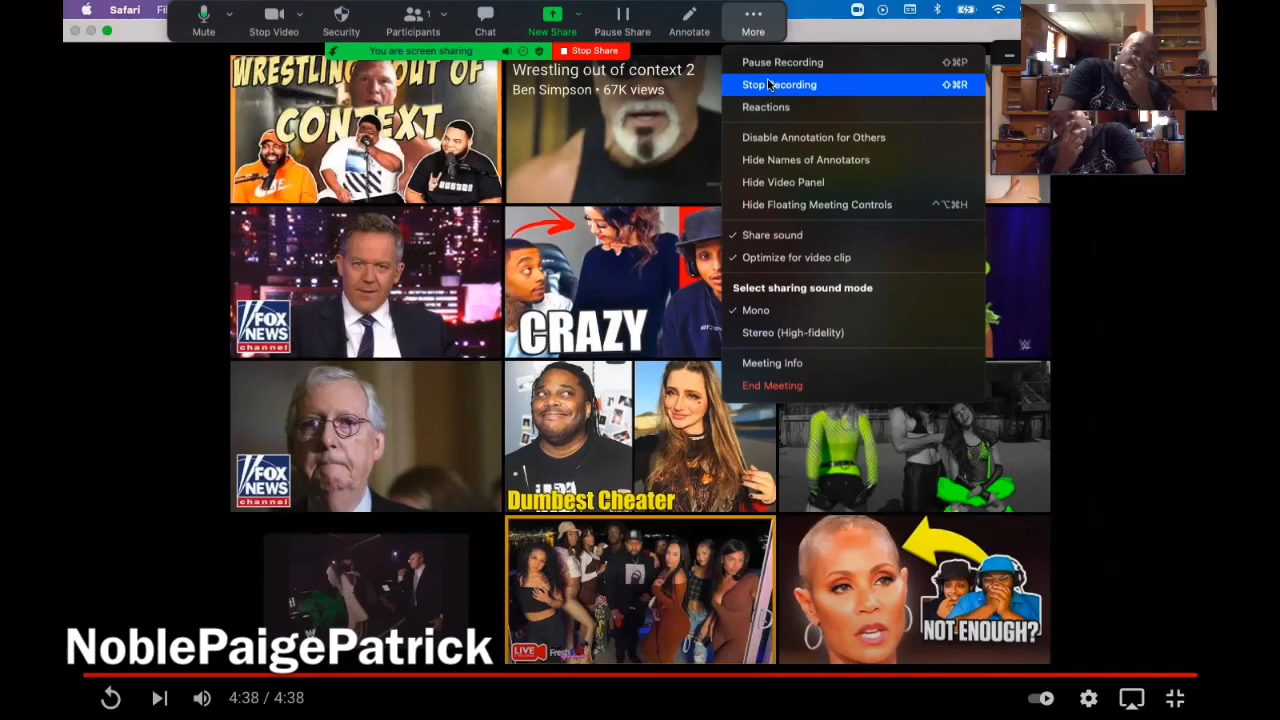 Safari
Fil
Mute
Stop Video
Security
1
Participants
Chat
New Share
Pause Share
Annotate
More
You are screen sharing
Stop Share
Pause Recording ⇧⌘P
Stop Recording ⇧⌘R
Reactions
Disable Annotation for Others
Hide Names of Annotators
Hide Video Panel
Hide Floating Meeting Controls ^⌥⌘H
✓ Share sound
✓ Optimize for video clip
Select sharing sound mode
✓ Mono
Stereo (High-fidelity)
Meeting Info
End Meeting
WRESTLING OUT OF
CONTEXT
Wrestling out of context 2
Ben Simpson • 67K views
FOX
NEWS
channel
CRAZY
W
FOX
NEWS
channel
Dumbest Cheater
LIVE
NOT ENOUGH?
NoblePaigePatrick
4:38 / 4:38